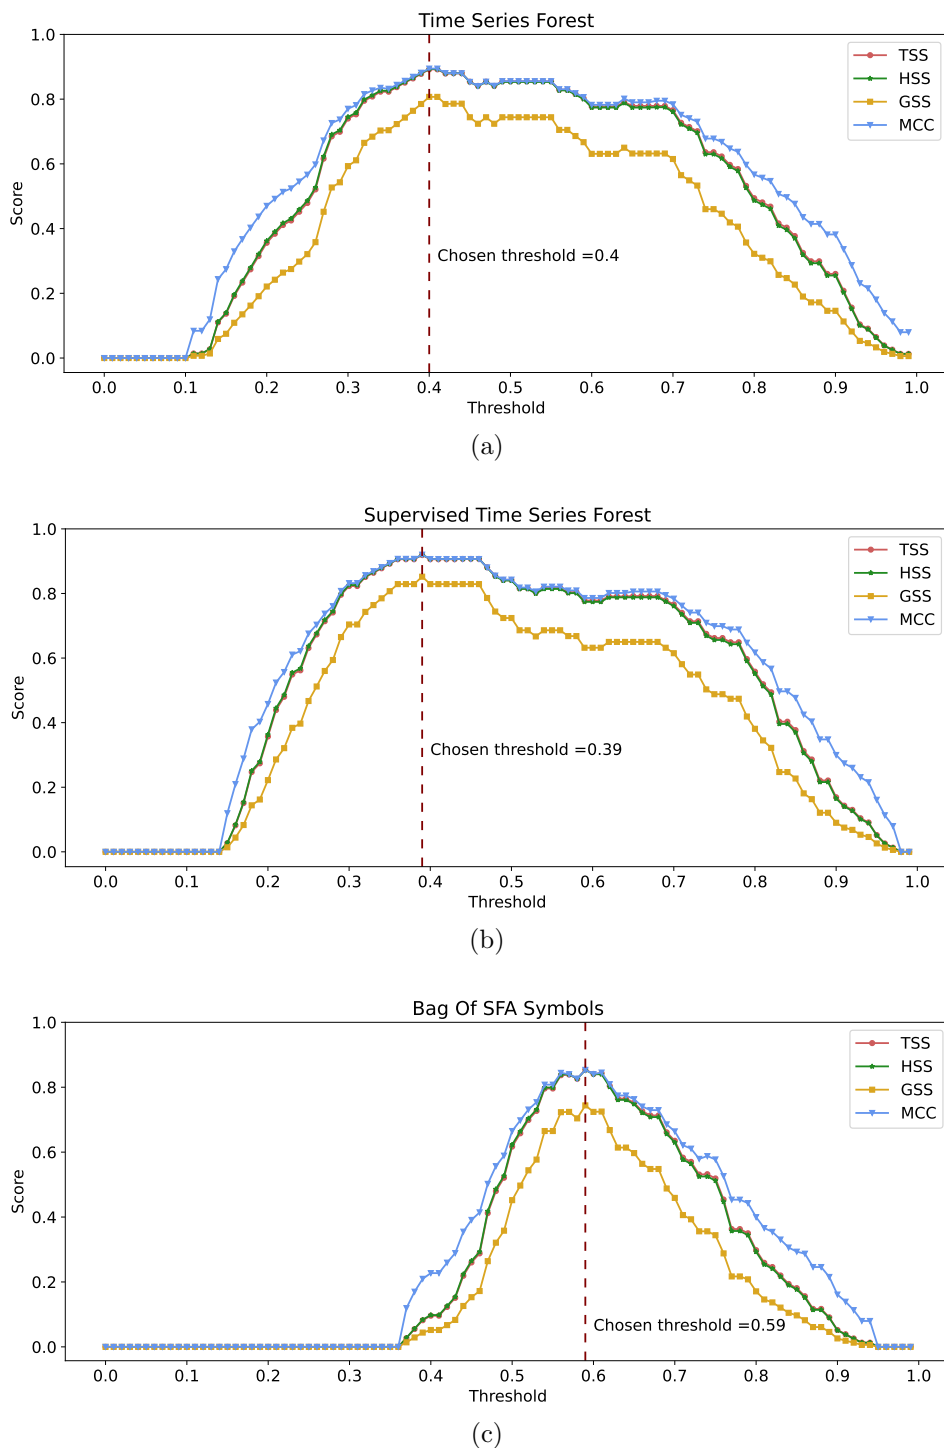 Time Series Forest
1.0
0.8
0.6
0.4
0.2
0.0
Score
TSS
HSS
GSS
MCC
Chosen threshold =0.4
0.0 0.1 0.2 0.3 0.4 0.5 0.6 0.7 0.8 0.9 1.0
Threshold
(a)
Supervised Time Series Forest
1.0
0.8
0.6
0.4
0.2
0.0
Score
TSS
HSS
GSS
MCC
Chosen threshold =0.39
0.0 0.1 0.2 0.3 0.4 0.5 0.6 0.7 0.8 0.9 1.0
Threshold
(b)
Bag Of SFA Symbols
1.0
0.8
0.6
0.4
0.2
0.0
Score
TSS
HSS
GSS
MCC
Chosen threshold =0.59
0.0 0.1 0.2 0.3 0.4 0.5 0.6 0.7 0.8 0.9 1.0
Threshold
(c)